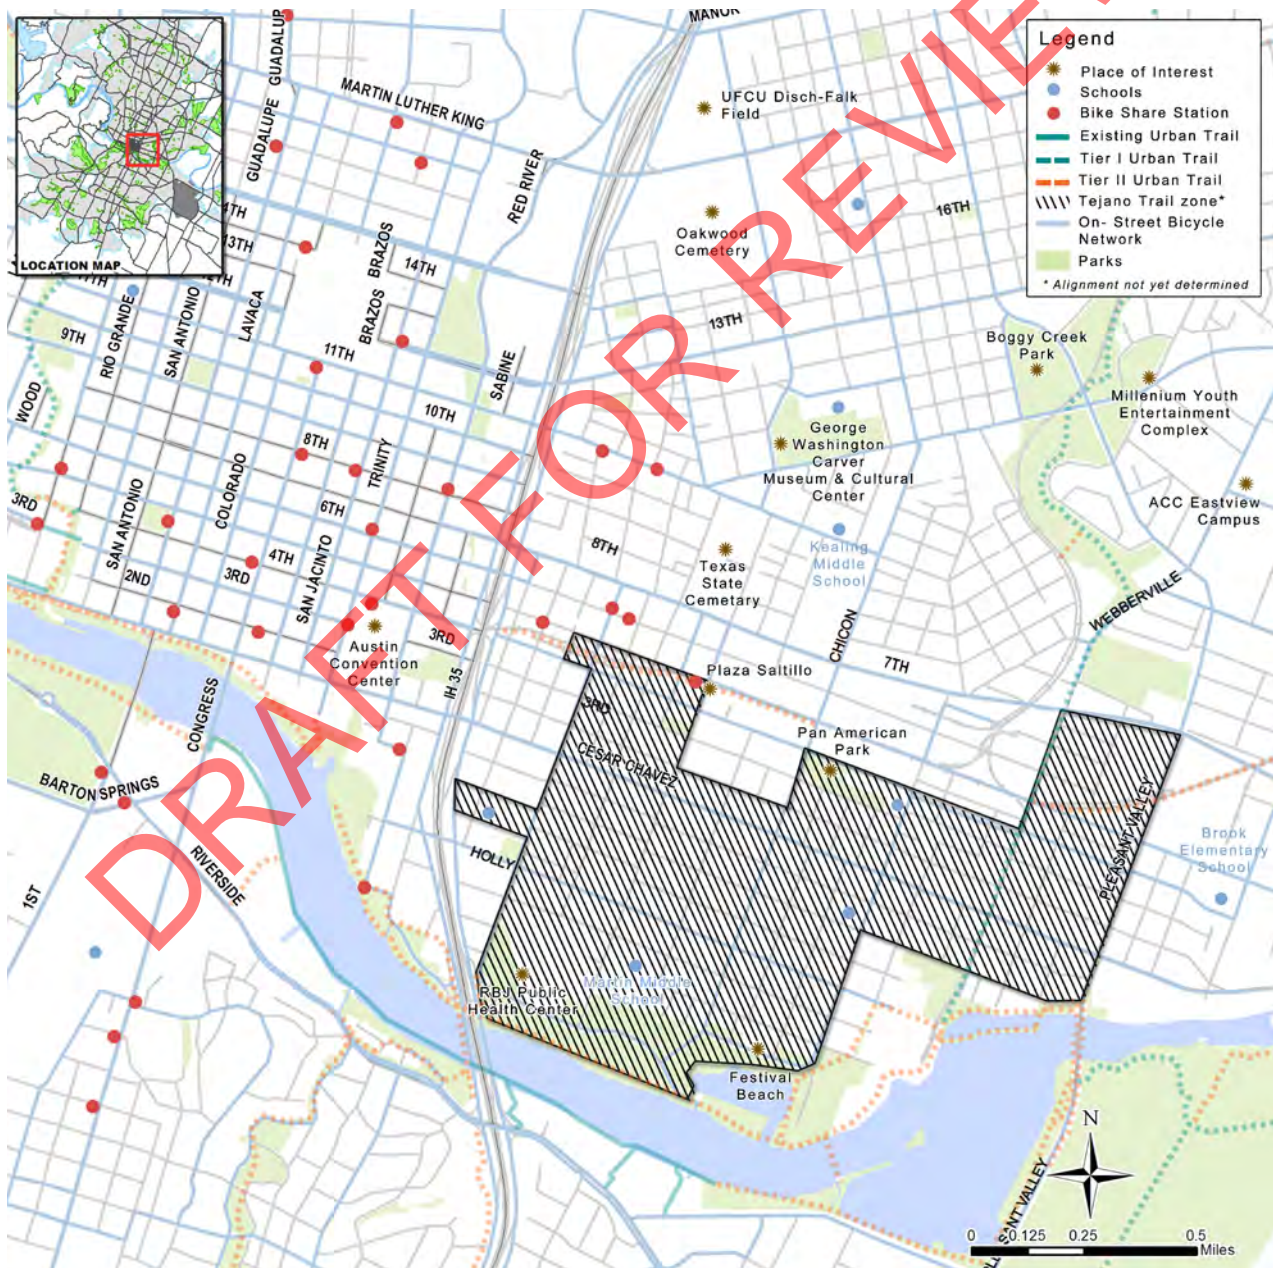 MANOR
Legend
Place of Interest
Schools
Bike Share Station
Existing Urban Trail
Tier I Urban Trail
Tier II Urban Trail
Tejano Trail zone*
On- Street Bicycle
Network
Parks
* Alignment not yet determined
LOCATION MAP
GUADALUP
GUADALUPE
MARTIN LUTHER KING
RED RIVER
UFCU Disch-Falk
Field
Oakwood
Cemetery
16TH
13TH
14TH
BRAZOS
BRAZOS
13TH
RIO GRANDE
SAN ANTONIO
LAVACA
9TH
11TH
WOOD
SABINE
10TH
Boggy Creek
Park
Millenium Youth
Entertainment
Complex
George
Washington
Carver
Museum & Cultural
Center
ACC Eastview
Campus
8TH
TRINITY
COLORADO
6TH
3RD
SAN ANTONIO
SAN JACINTO
4TH
3RD
2ND
8TH
Texas
State
Cemetary
Kealing
Middle
School
WEBBERVILLE
CHICON
7TH
3RD
Austin
Convention
Center
IH 35
Plaza Saltillo
3RD
CESAR CHAVEZ
Pan American
Park
CONGRESS
BARTON SPRINGS
RIVERSIDE
1ST
HOLLY
PLEASANT VALLEY
Brook
Elementary
School
RBJ Public
Health Center
Martin Middle
School
Festival
Beach
SANT VALLEY
N
0 0.125 0.25 0.5
Miles
DRAFT FOR REVIE